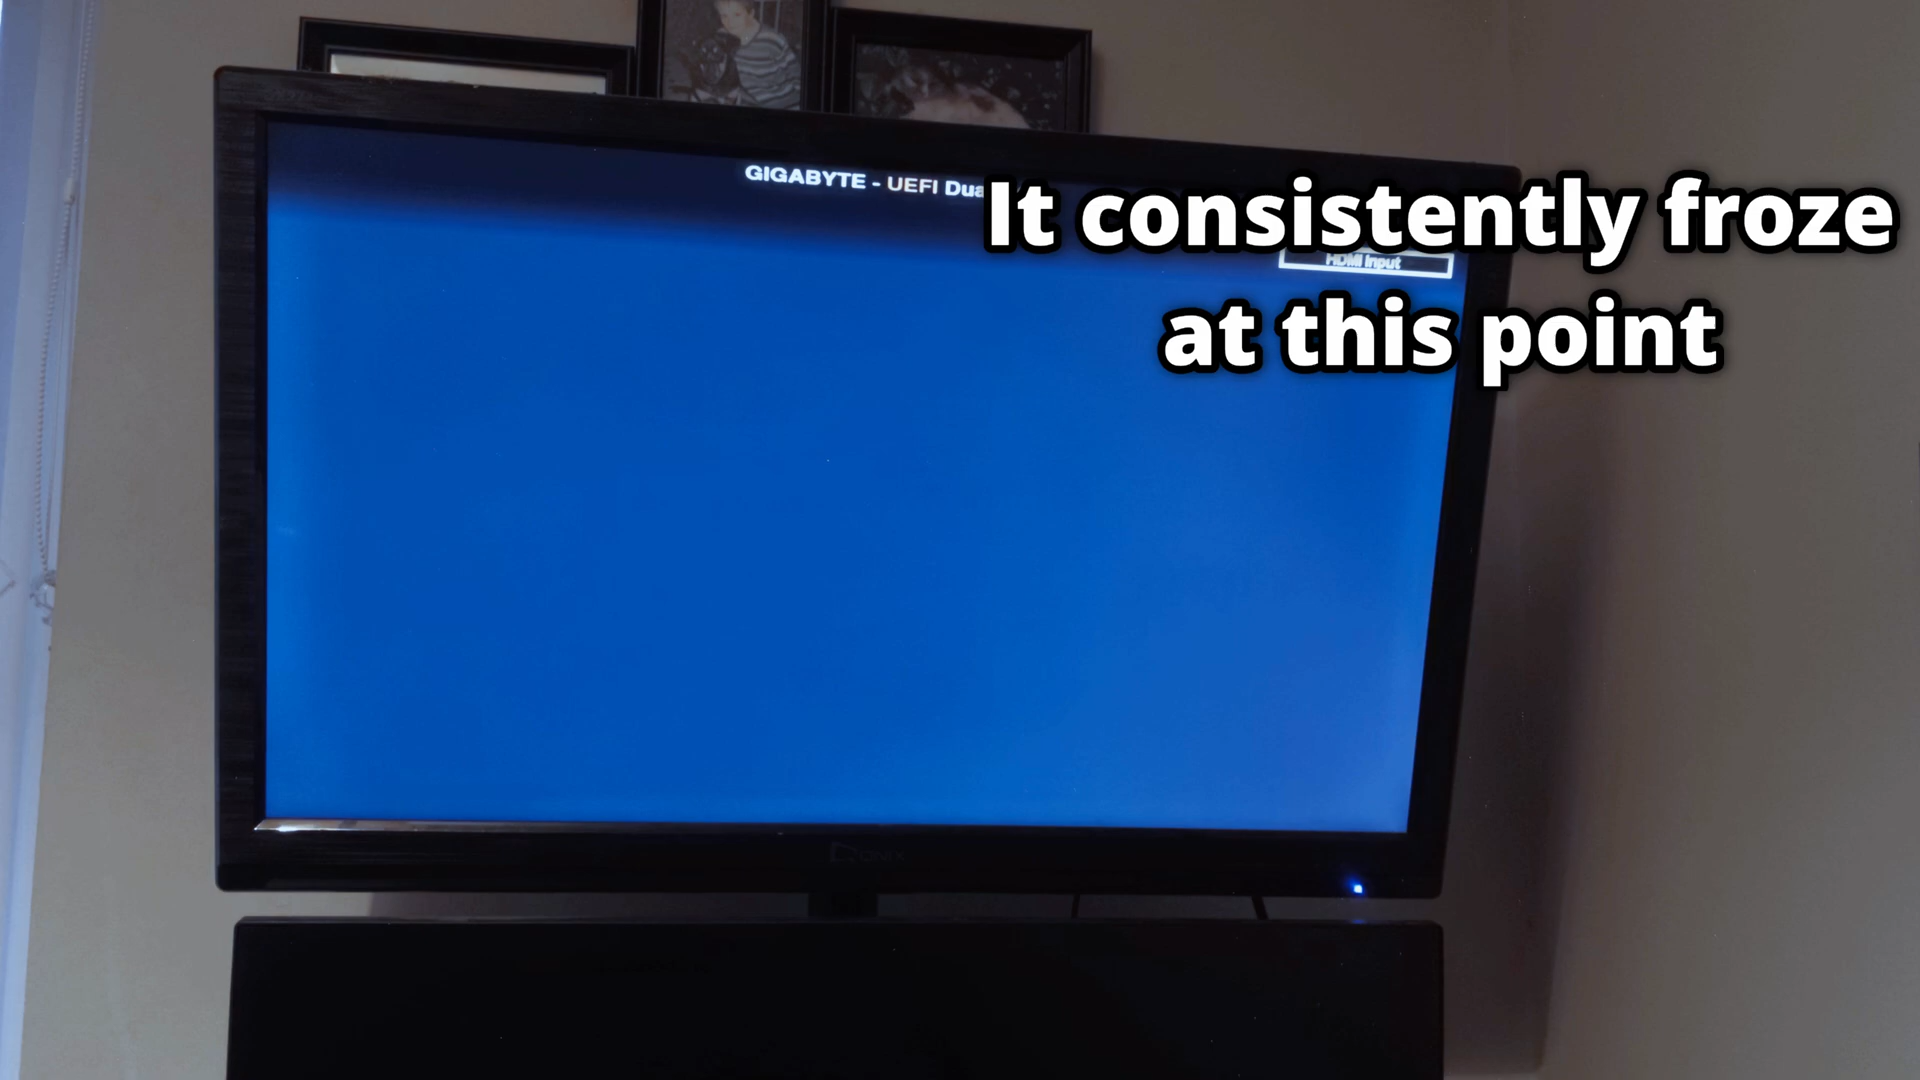 GIGABYTE - UEFI Dua
It consistently froze
HDMI Input
at this point